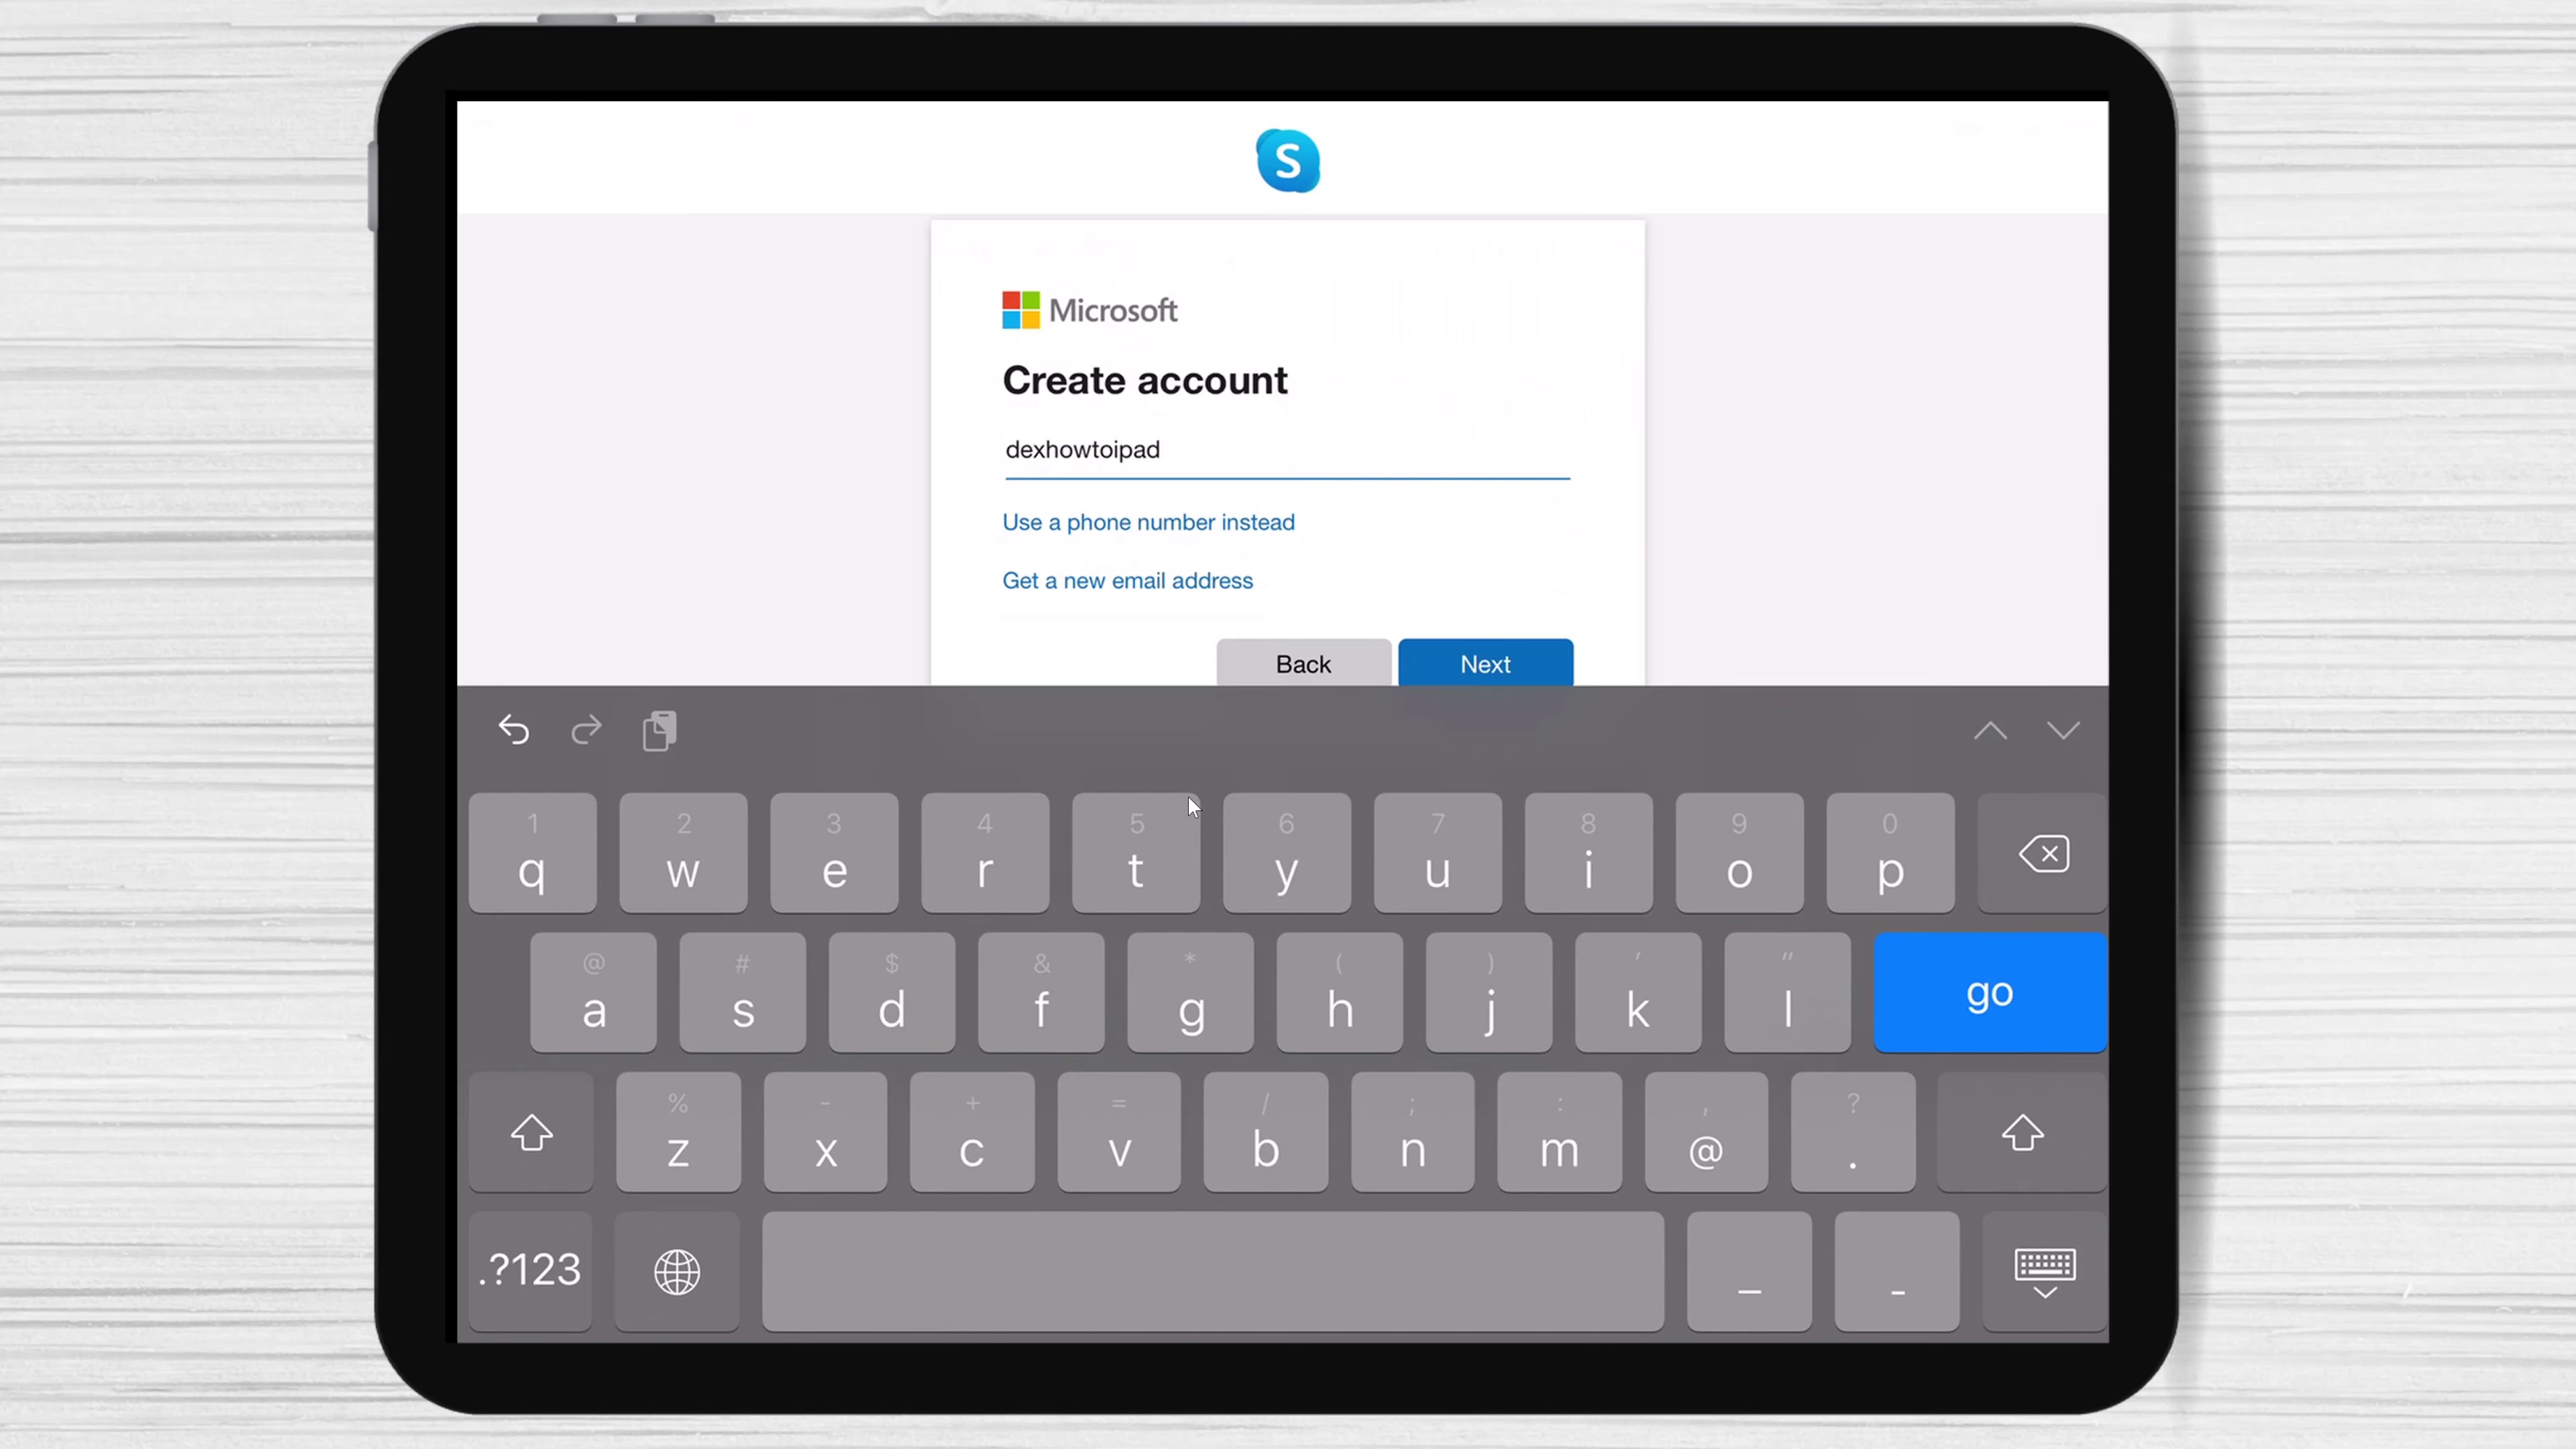 S
Microsoft
Create account
dexhowtoipad
Use a phone number instead
Get a new email address
Back Next
1 2 3 4 5 6 7 8 9 0
q w e r t y u i o p
@ # $ & * ( ) ' "
a s d f g h j k l go
% - + = / ; : , ?
z x c v b n m @ .
.?123 _ -